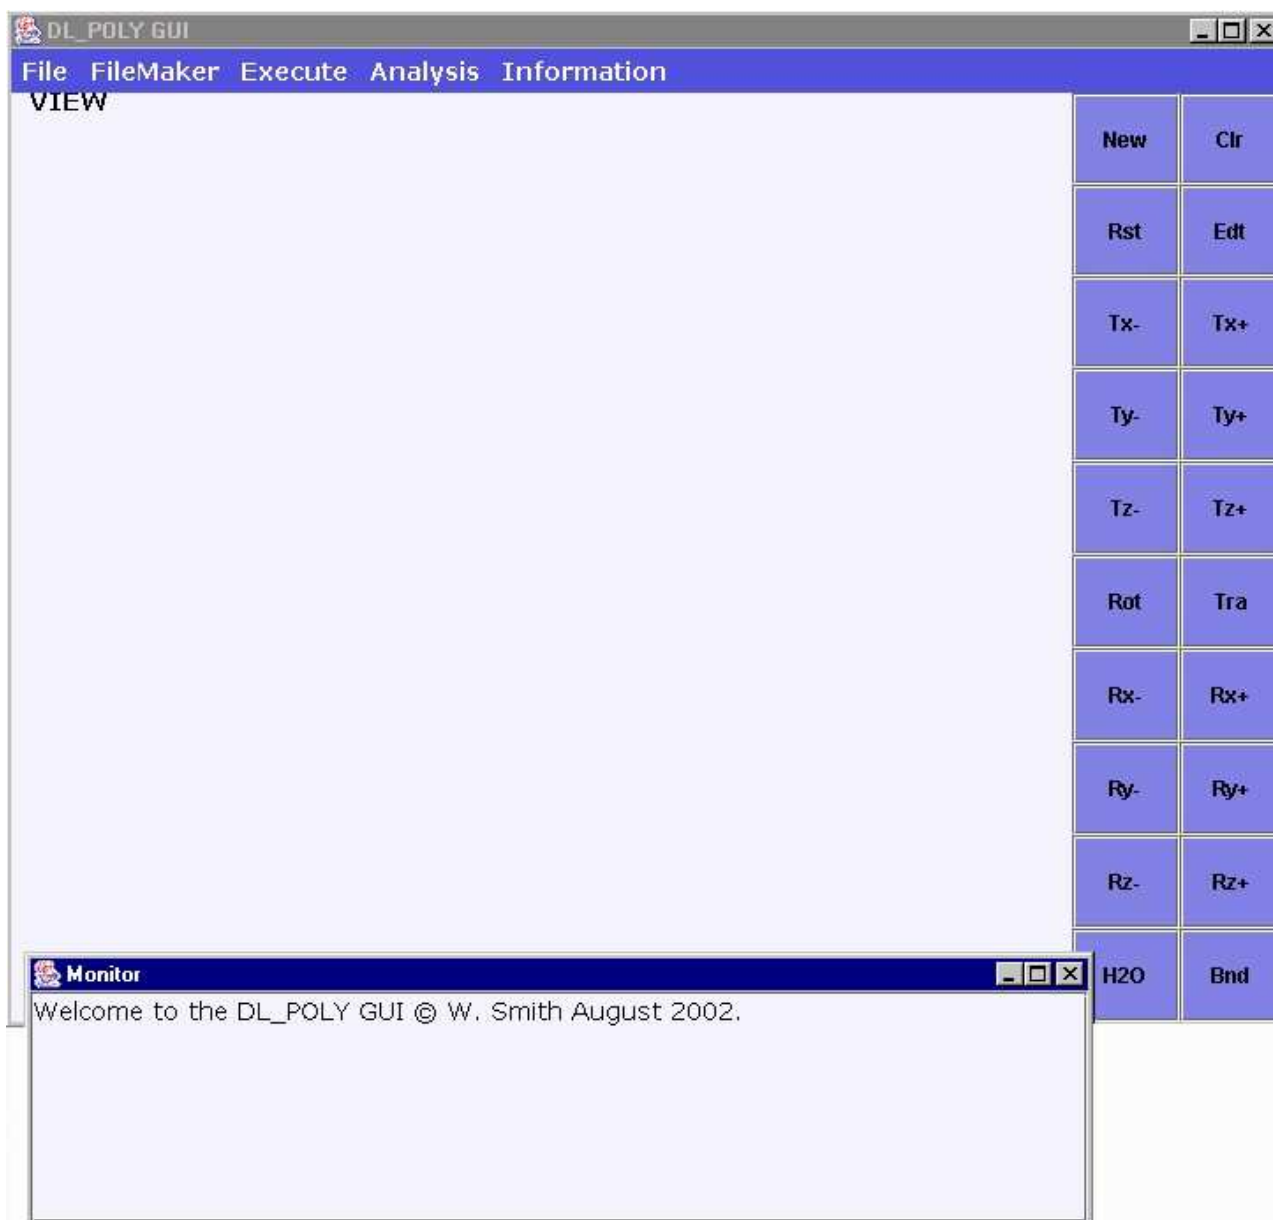 DL_POLY GUI
File FileMaker Execute Analysis Information
VIEW
New Clr
Rst Edt
Tx- Tx+
Ty- Ty+
Tz- Tz+
Rot Tra
Rx- Rx+
Ry- Ry+
Rz- Rz+
H2O Bnd
Monitor
Welcome to the DL_POLY GUI © W. Smith August 2002.